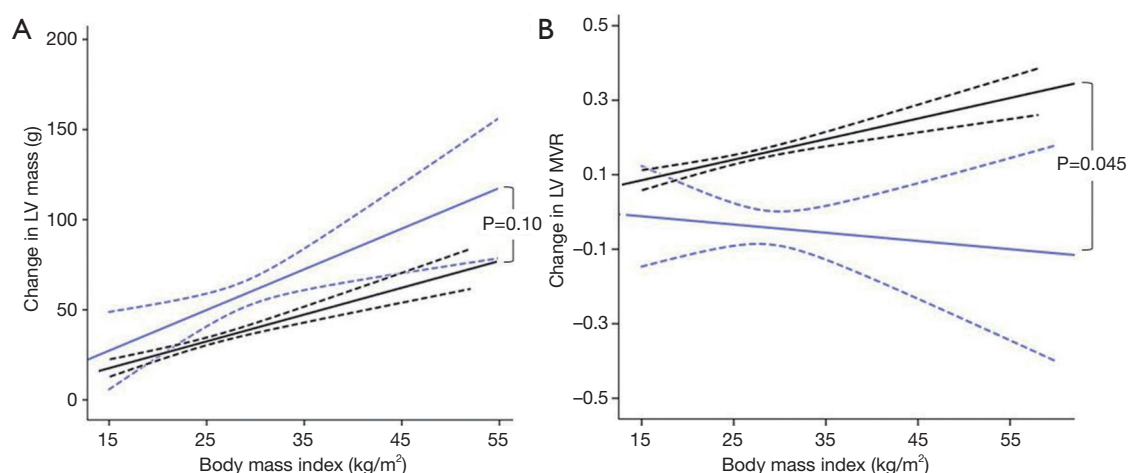 A
200
150
100
50
0
Change in LV mass (g)
P=0.10
15 25 35 45 55
Body mass index (kg/m²)
B
0.5
0.3
0.1
−0.1
−0.3
−0.5
Change in LV MVR
P=0.045
15 25 35 45 55
Body mass index (kg/m²)